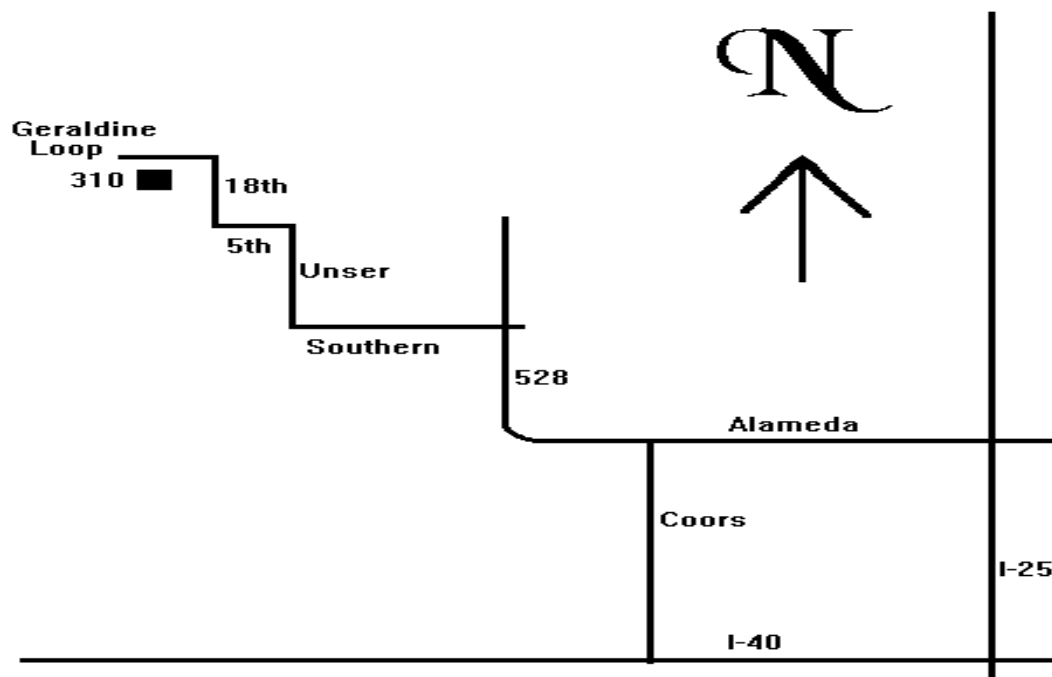 N
Geraldine
Loop
310
18th
5th
Unser
Southern
528
Alameda
Coors
I-25
I-40